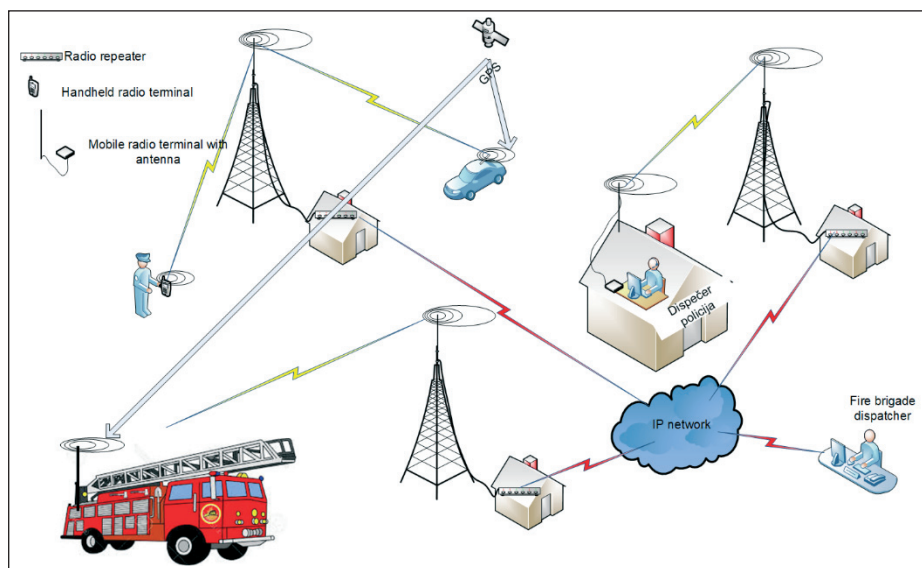 Radio repeater
Handheld radio terminal
Mobile radio terminal with
antenna
GPS
Dispečer
policija
IP network
Fire brigade
dispatcher